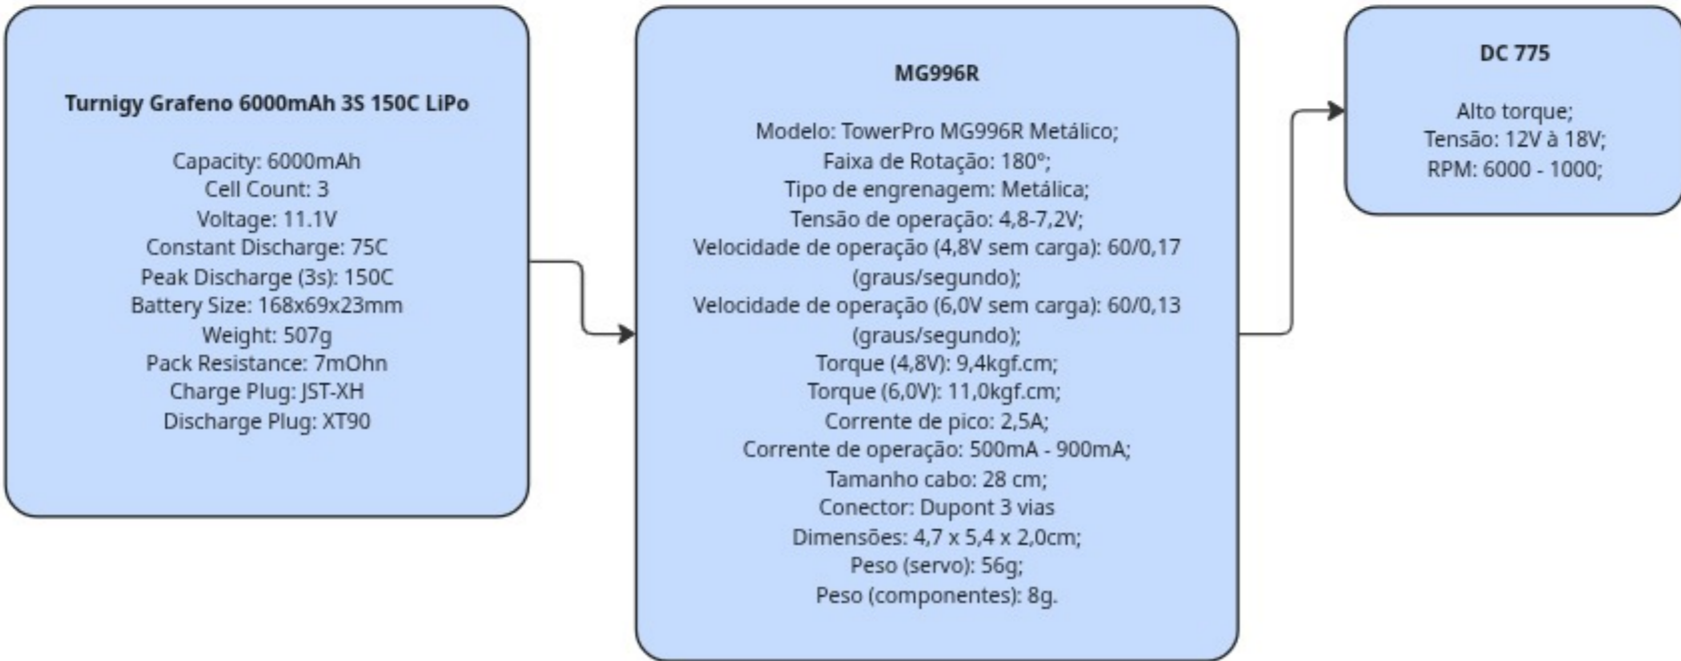 Turnigy Grafeno 6000mAh 3S 150C LiPo
Capacity: 6000mAh
Cell Count: 3
Voltage: 11.1V
Constant Discharge: 75C
Peak Discharge (3s): 150C
Battery Size: 168x69x23mm
Weight: 507g
Pack Resistance: 7mOhn
Charge Plug: JST-XH
Discharge Plug: XT90
MG996R
Modelo: TowerPro MG996R Metálico;
Faixa de Rotação: 180°;
Tipo de engrenagem: Metálica;
Tensão de operação: 4,8-7,2V;
Velocidade de operação (4,8V sem carga): 60/0,17
(graus/segundo);
Velocidade de operação (6,0V sem carga): 60/0,13
(graus/segundo);
Torque (4,8V): 9,4kgf.cm;
Torque (6,0V): 11,0kgf.cm;
Corrente de pico: 2,5A;
Corrente de operação: 500mA - 900mA;
Tamanho cabo: 28 cm;
Conector: Dupont 3 vias
Dimensões: 4,7 x 5,4 x 2,0cm;
Peso (servo): 56g;
Peso (componentes): 8g.
DC 775
Alto torque;
Tensão: 12V à 18V;
RPM: 6000 - 1000;